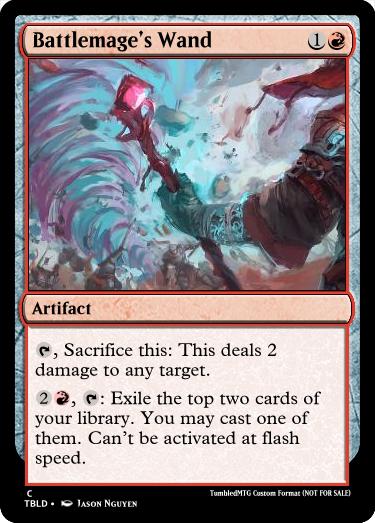 Battlemage's Wand 1
Artifact
, Sacrifice this: This deals 2
damage to any target.
2 , : Exile the top two cards of
your library. You may cast one
of them. Can't be activated at flash
speed.
C
TBLD • Jason Nguyen
TumbledMTG Custom Format (NOT FOR SALE)